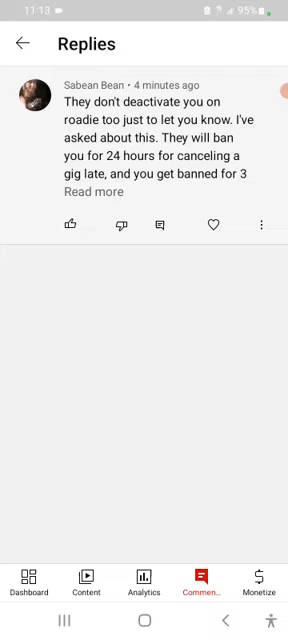 11:13
95%
Replies
Sabean Bean • 4 minutes ago
They don't deactivate you on
roadie too just to let you know. I've
asked about this. They will ban
you for 24 hours for canceling a
gig late, and you get banned for 3
Read more
Dashboard
Content
Analytics
Commen...
Monetize